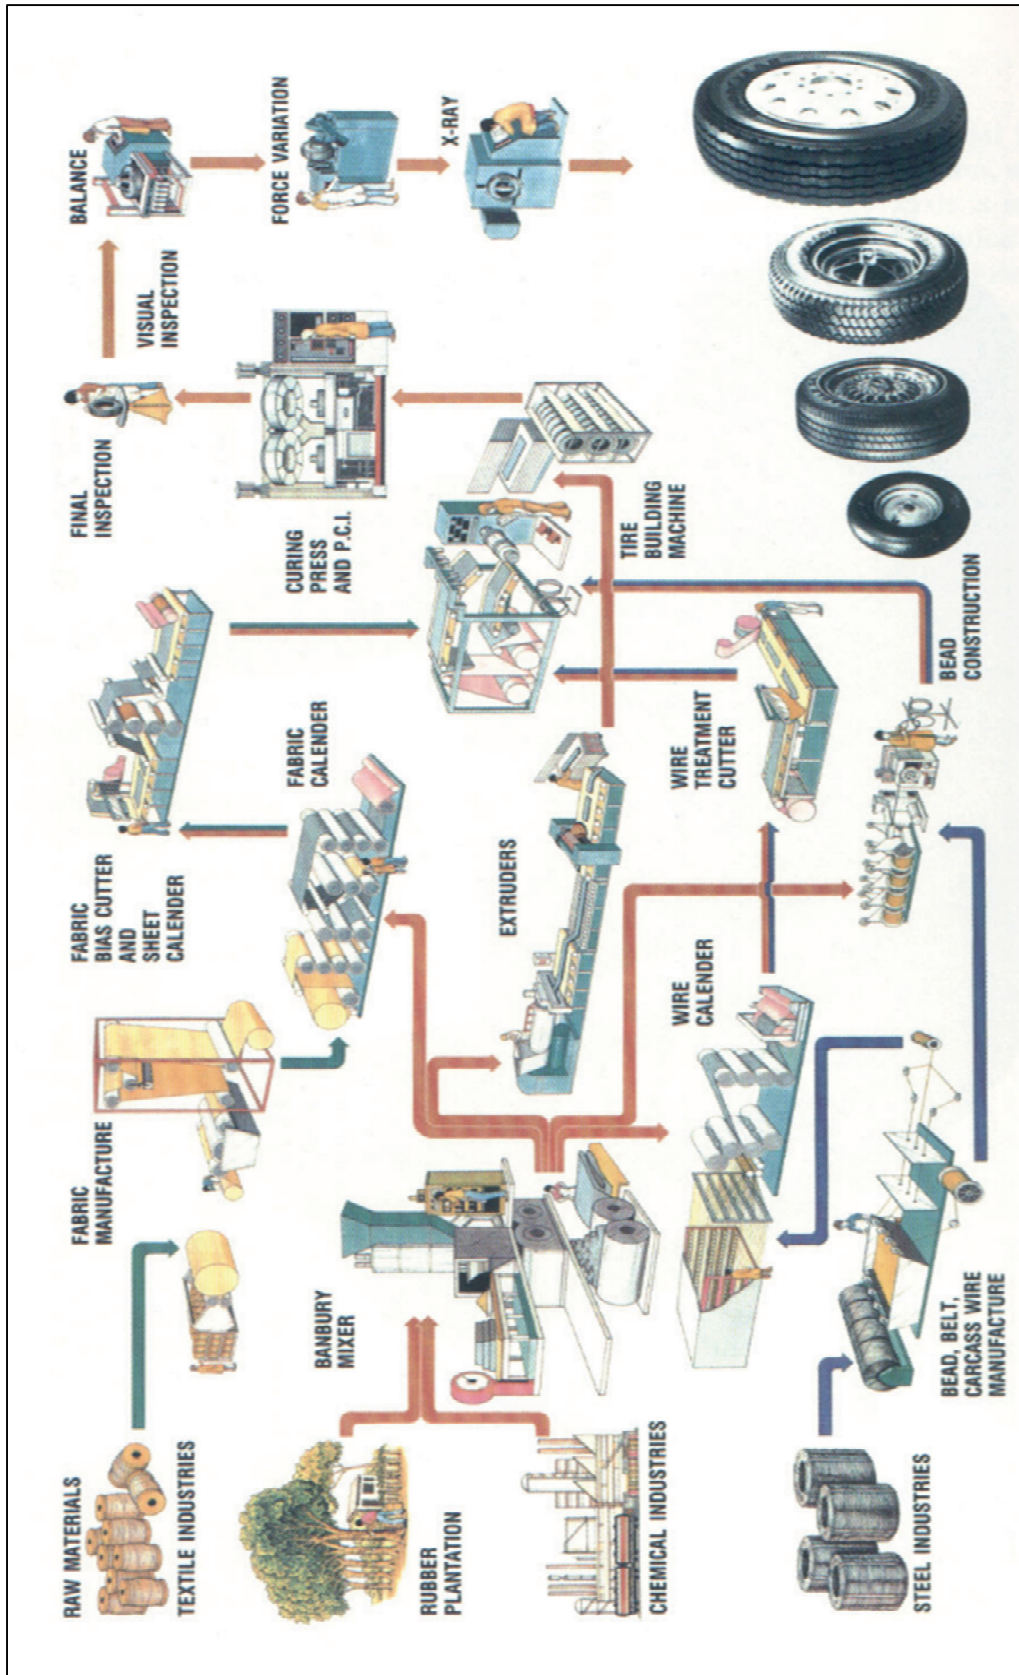 RAW MATERIALS
TEXTILE INDUSTRIES
RUBBER
PLANTATION
CHEMICAL INDUSTRIES
STEEL INDUSTRIES
FABRIC
MANUFACTURE
BANBURY
MIXER
BEAD, BELT,
CARCASS WIRE
MANUFACTURE
FABRIC
BIAS CUTTER
AND
SHEET
CALENDER
FABRIC
CALENDER
EXTRUDERS
WIRE
CALENDER
WIRE
TREATMENT
CUTTER
BEAD
CONSTRUCTION
TIRE
BUILDING
MACHINE
CURING
PRESS
AND P.C.I.
FINAL
INSPECTION
VISUAL
INSPECTION
BALANCE
FORCE VARIATION
X-RAY